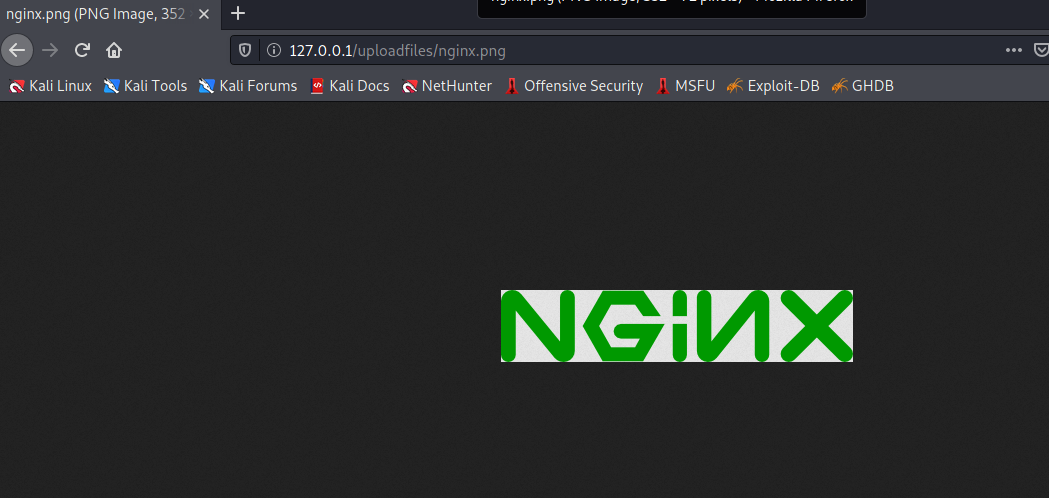 nginx.png (PNG Image, 352
127.0.0.1/uploadfiles/nginx.png
Kali Linux Kali Tools Kali Forums Kali Docs NetHunter Offensive Security MSFU Exploit-DB GHDB
NGiNX